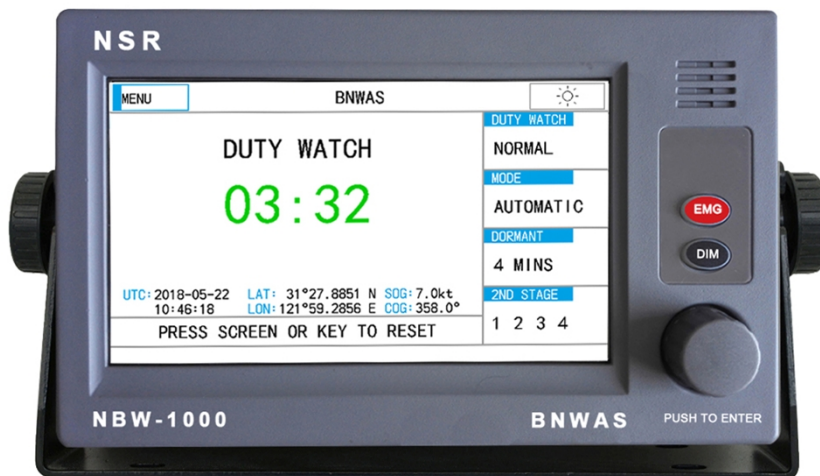 NSR
MENU BNWAS
DUTY WATCH
03:32
UTC: 2018-05-22 LAT: 31°27.8851 N SOG: 7.0kt
10:46:18 LON: 121°59.2856 E COG: 358.0°
PRESS SCREEN OR KEY TO RESET
DUTY WATCH
NORMAL
MODE
AUTOMATIC
DORMANT
4 MINS
2ND STAGE
1 2 3 4
EMG
DIM
NBW-1000 BNWAS PUSH TO ENTER